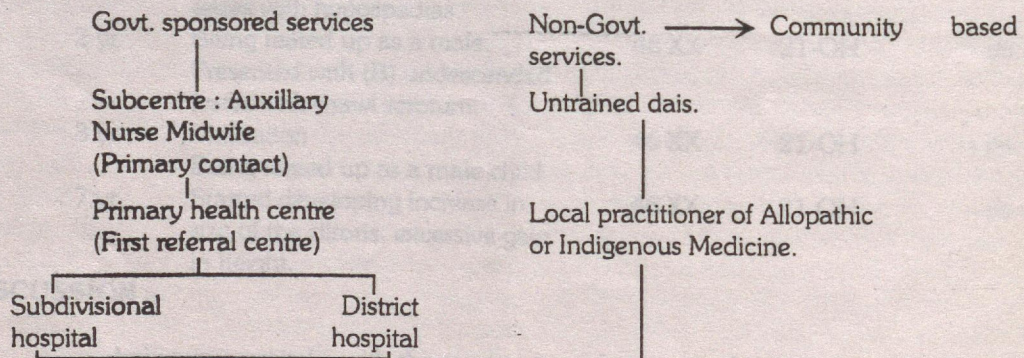 Govt. sponsored services
Subcentre : Auxillary
Nurse Midwife
(Primary contact)
Primary health centre
(First referral centre)
Subdivisional
hospital
District
hospital
Non-Govt. Community based
services.
Untrained dais.
Local practitioner of Allopathic
or Indigenous Medicine.